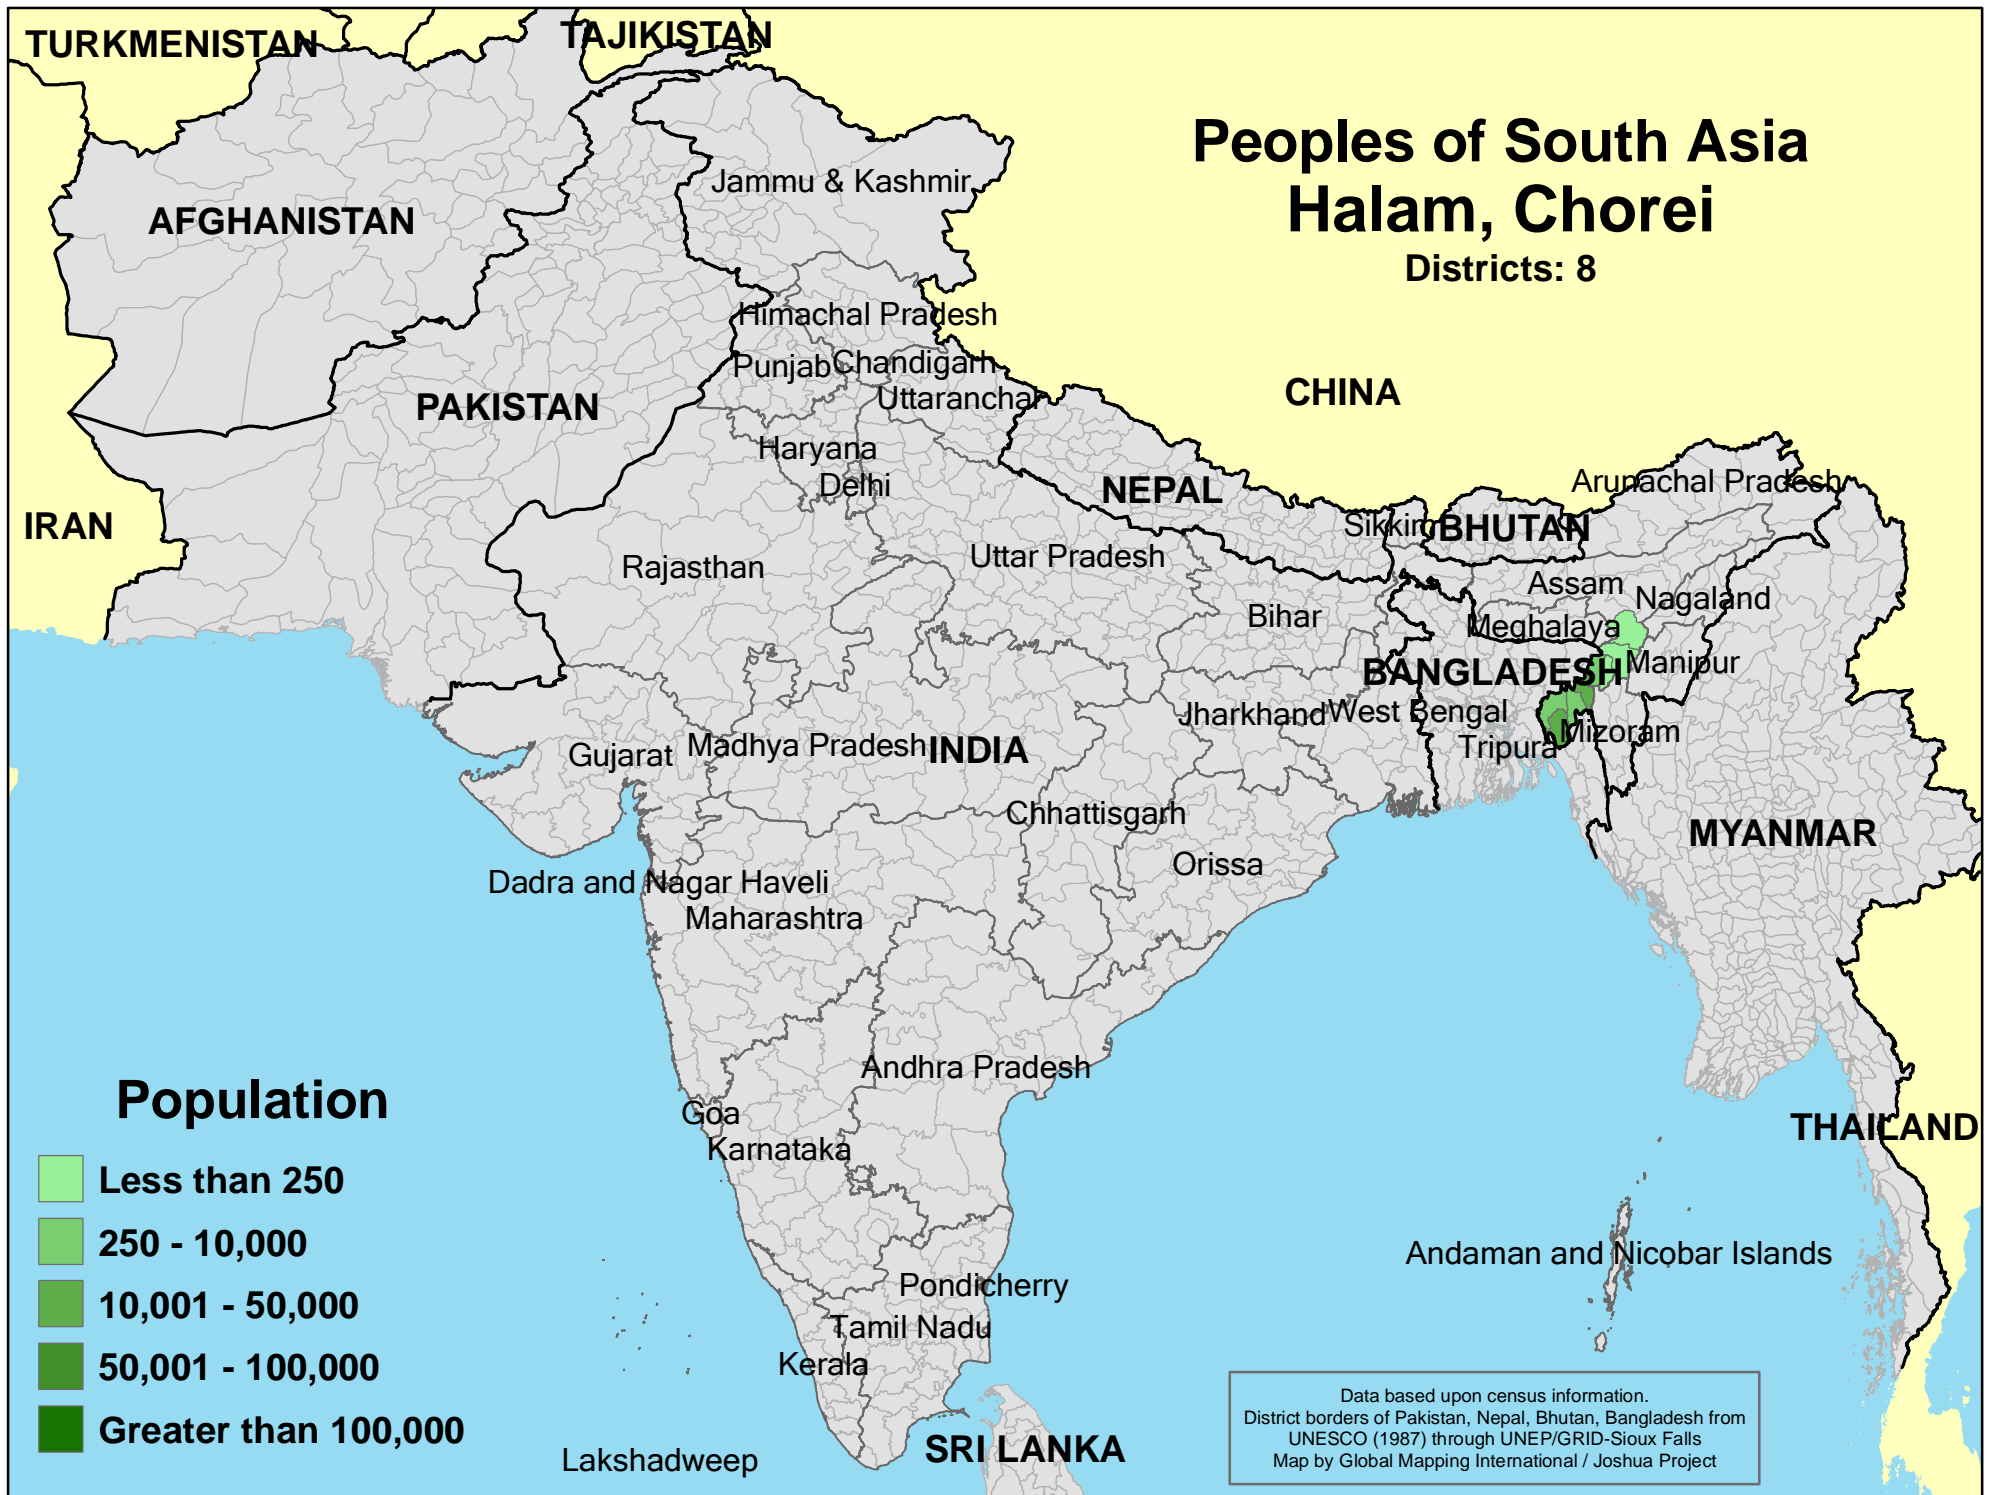 TURKMENISTAN
TAJIKISTAN
Peoples of South Asia
Halam, Chorei
Districts: 8
Jammu & Kashmir
AFGHANISTAN
Himachal Pradesh
Punjab
Chandigarh
Uttaranchal
PAKISTAN
CHINA
Haryana
Delhi
NEPAL
Arunachal Pradesh
IRAN
Sikkim
BHUTAN
Rajasthan
Uttar Pradesh
Assam
Nagaland
Bihar
Meghalaya
BANGLADESH
Manipur
Jharkhand
West Bengal
Gujarat
Madhya Pradesh
INDIA
Tripura
Mizoram
Chhattisgarh
MYANMAR
Orissa
Dadra and Nagar Haveli
Maharashtra
Andhra Pradesh
Goa
Karnataka
THAILAND
Andaman and Nicobar Islands
Pondicherry
Tamil Nadu
Kerala
Lakshadweep
SRI LANKA
Population
Less than 250
250 - 10,000
10,001 - 50,000
50,001 - 100,000
Greater than 100,000
Data based upon census information.
District borders of Pakistan, Nepal, Bhutan, Bangladesh from
UNESCO (1987) through UNEP/GRID-Sioux Falls
Map by Global Mapping International / Joshua Project